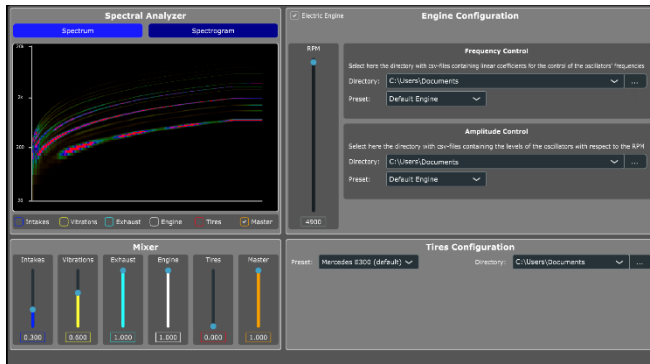 Spectral Analyzer
Spectrum
Spectrogram
20k
2k
200
20
Intakes
Vibratons
Exhaust
Engine
Tires
Master
Electric Engine
Engine Configuration
RPM
4900
Frequency Control
Select here the directory with csv-files containing linear coefficients for the control of the oscillators' frequencies
Directory: C:\Users\Documents ...
Preset: Default Engine
Amplitude Control
Select here the directory with csv-files containing the levels of the oscillators with respect to the RPM
Directory: C:\Users\Documents ...
Preset: Default Engine
Mixer
Intakes Vibrations Exhaust Engine Tires Master
0.300 0.600 1.000 1.000 0.000 1.000
Tires Configuration
Preset: Mercedes 8300 (default) Directory: C:\Users\Documents ...